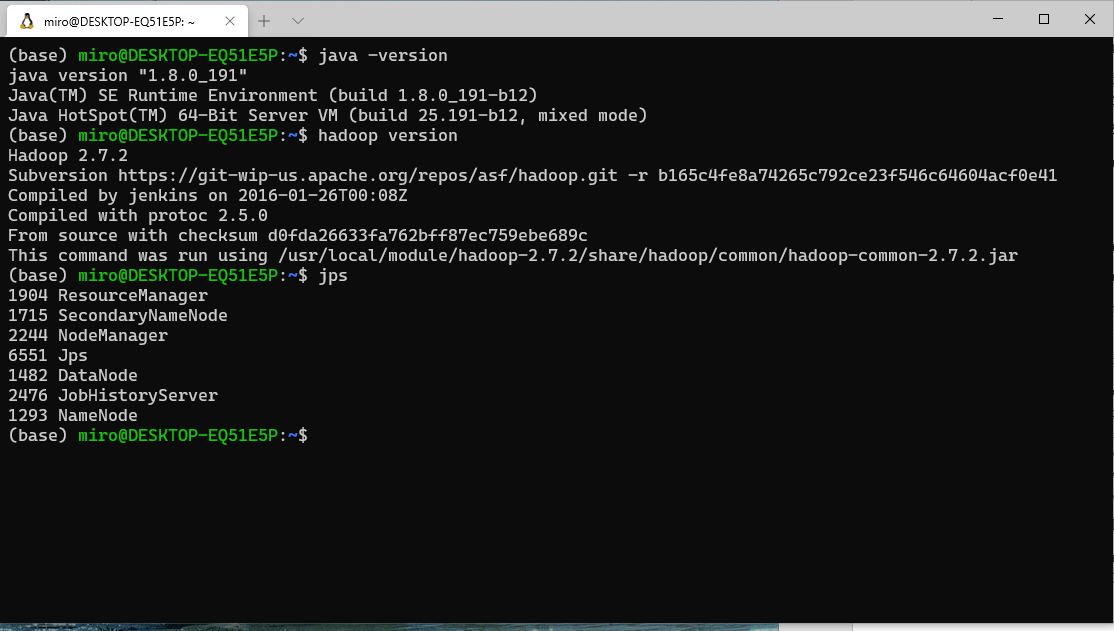 miro@DESKTOP-EQ51E5P: ~
(base) miro@DESKTOP-EQ51E5P:~$ java -version
java version "1.8.0_191"
Java(TM) SE Runtime Environment (build 1.8.0_191-b12)
Java HotSpot(TM) 64-Bit Server VM (build 25.191-b12, mixed mode)
(base) miro@DESKTOP-EQ51E5P:~$ hadoop version
Hadoop 2.7.2
Subversion https://git-wip-us.apache.org/repos/asf/hadoop.git -r b165c4fe8a74265c792ce23f546c64604acf0e41
Compiled by jenkins on 2016-01-26T00:08Z
Compiled with protoc 2.5.0
From source with checksum d0fda26633fa762bff87ec759ebe689c
This command was run using /usr/local/module/hadoop-2.7.2/share/hadoop/common/hadoop-common-2.7.2.jar
(base) miro@DESKTOP-EQ51E5P:~$ jps
1904 ResourceManager
1715 SecondaryNameNode
2244 NodeManager
6551 Jps
1482 DataNode
2476 JobHistoryServer
1293 NameNode
(base) miro@DESKTOP-EQ51E5P:~$